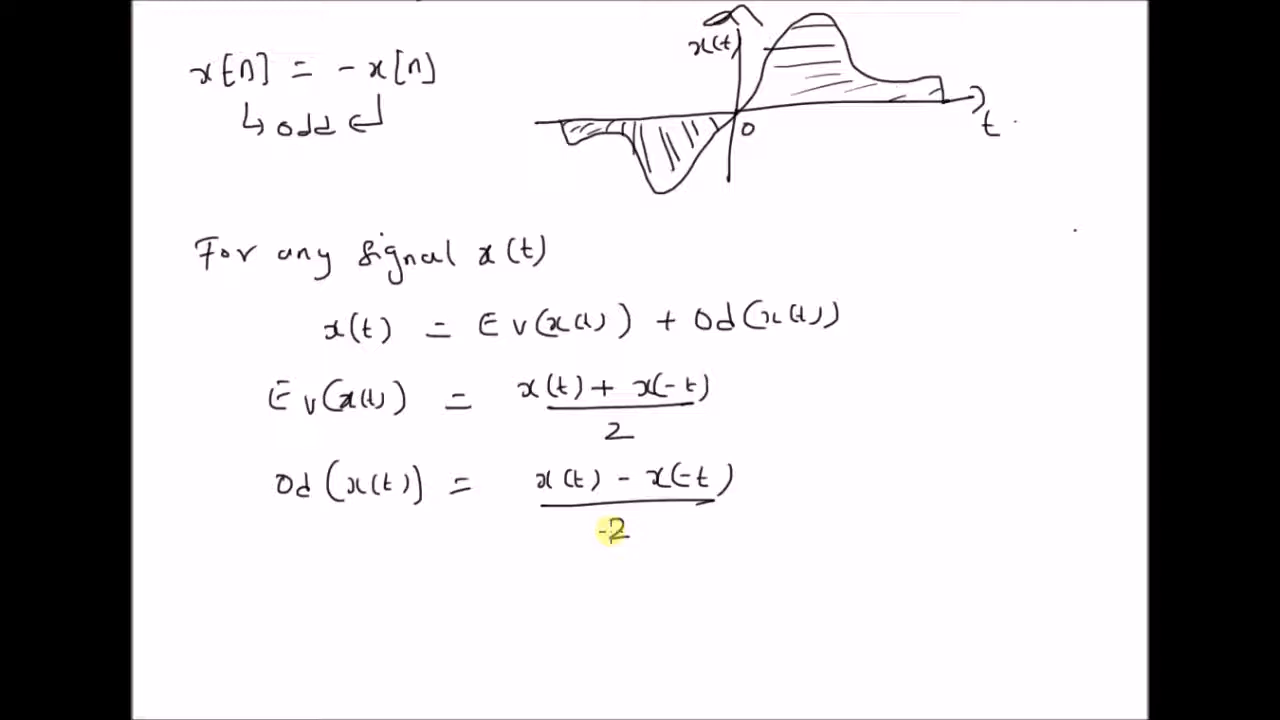 x(t)
x[-n] = -x[n]
↳ odd ↲
0
t
For any signal x(t)
x(t) = Ev(x(t)) + Od(x(t))
Ev(x(t)) = x(t) + x(-t)
2
Od(x(t)] = x(t) - x(-t)
-2